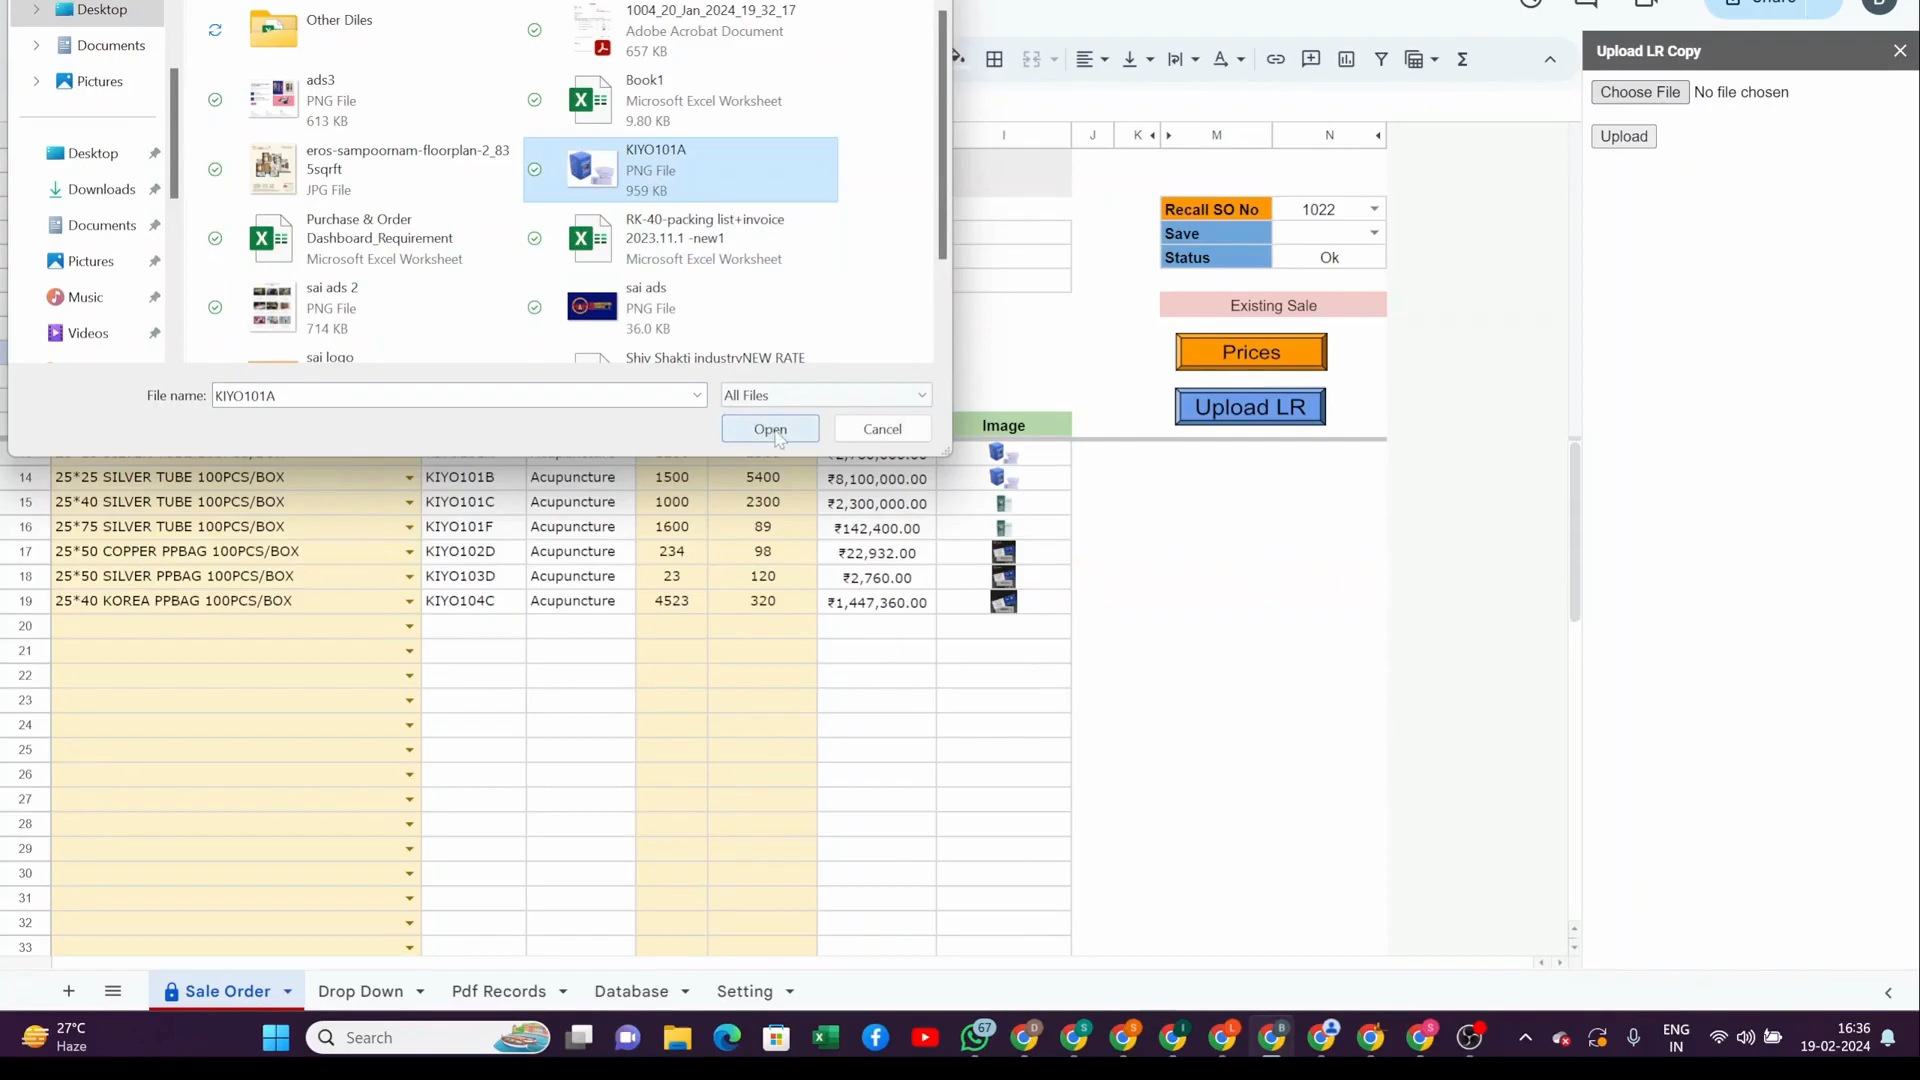 Desktop
Documents
Pictures
Desktop
Downloads
Documents
Pictures
Music
Videos
Other Diles
1004_20_Jan_2024_19_32_17
Adobe Acrobat Document
657 KB
ads3
PNG File
613 KB
Book1
Microsoft Excel Worksheet
9.80 KB
eros-sampoornam-floorplan-2_83
5sqrft
JPG File
KIYO101A
PNG File
959 KB
Purchase & Order
Dashboard_Requirement
Microsoft Excel Worksheet
RK-40-packing list+invoice
2023.11.1 -new1
Microsoft Excel Worksheet
sai ads 2
PNG File
714 KB
sai ads
PNG File
36.0 KB
sai logo
Shiv Shakti industryNEW RATE
File name: KIYO101A
All Files
Open Cancel
Share
I J K M N
Recall SO No 1022
Save
Status Ok
Existing Sale
Prices
Upload LR
Image
14 25*25 SILVER TUBE 100PCS/BOX KIYO101B Acupuncture 1500 5400 ₹8,100,000.00
15 25*40 SILVER TUBE 100PCS/BOX KIYO101C Acupuncture 1000 2300 ₹2,300,000.00
16 25*75 SILVER TUBE 100PCS/BOX KIYO101F Acupuncture 1600 89 ₹142,400.00
17 25*50 COPPER PPBAG 100PCS/BOX KIYO102D Acupuncture 234 98 ₹22,932.00
18 25*50 SILVER PPBAG 100PCS/BOX KIYO103D Acupuncture 23 120 ₹2,760.00
19 25*40 KOREA PPBAG 100PCS/BOX KIYO104C Acupuncture 4523 320 ₹1,447,360.00
20
21
22
23
24
25
26
27
28
29
30
31
32
33
Upload LR Copy
Choose File No file chosen
Upload
Sale Order Drop Down Pdf Records Database Setting
27°C
Haze
Search
67
ENG
IN
16:36
19-02-2024